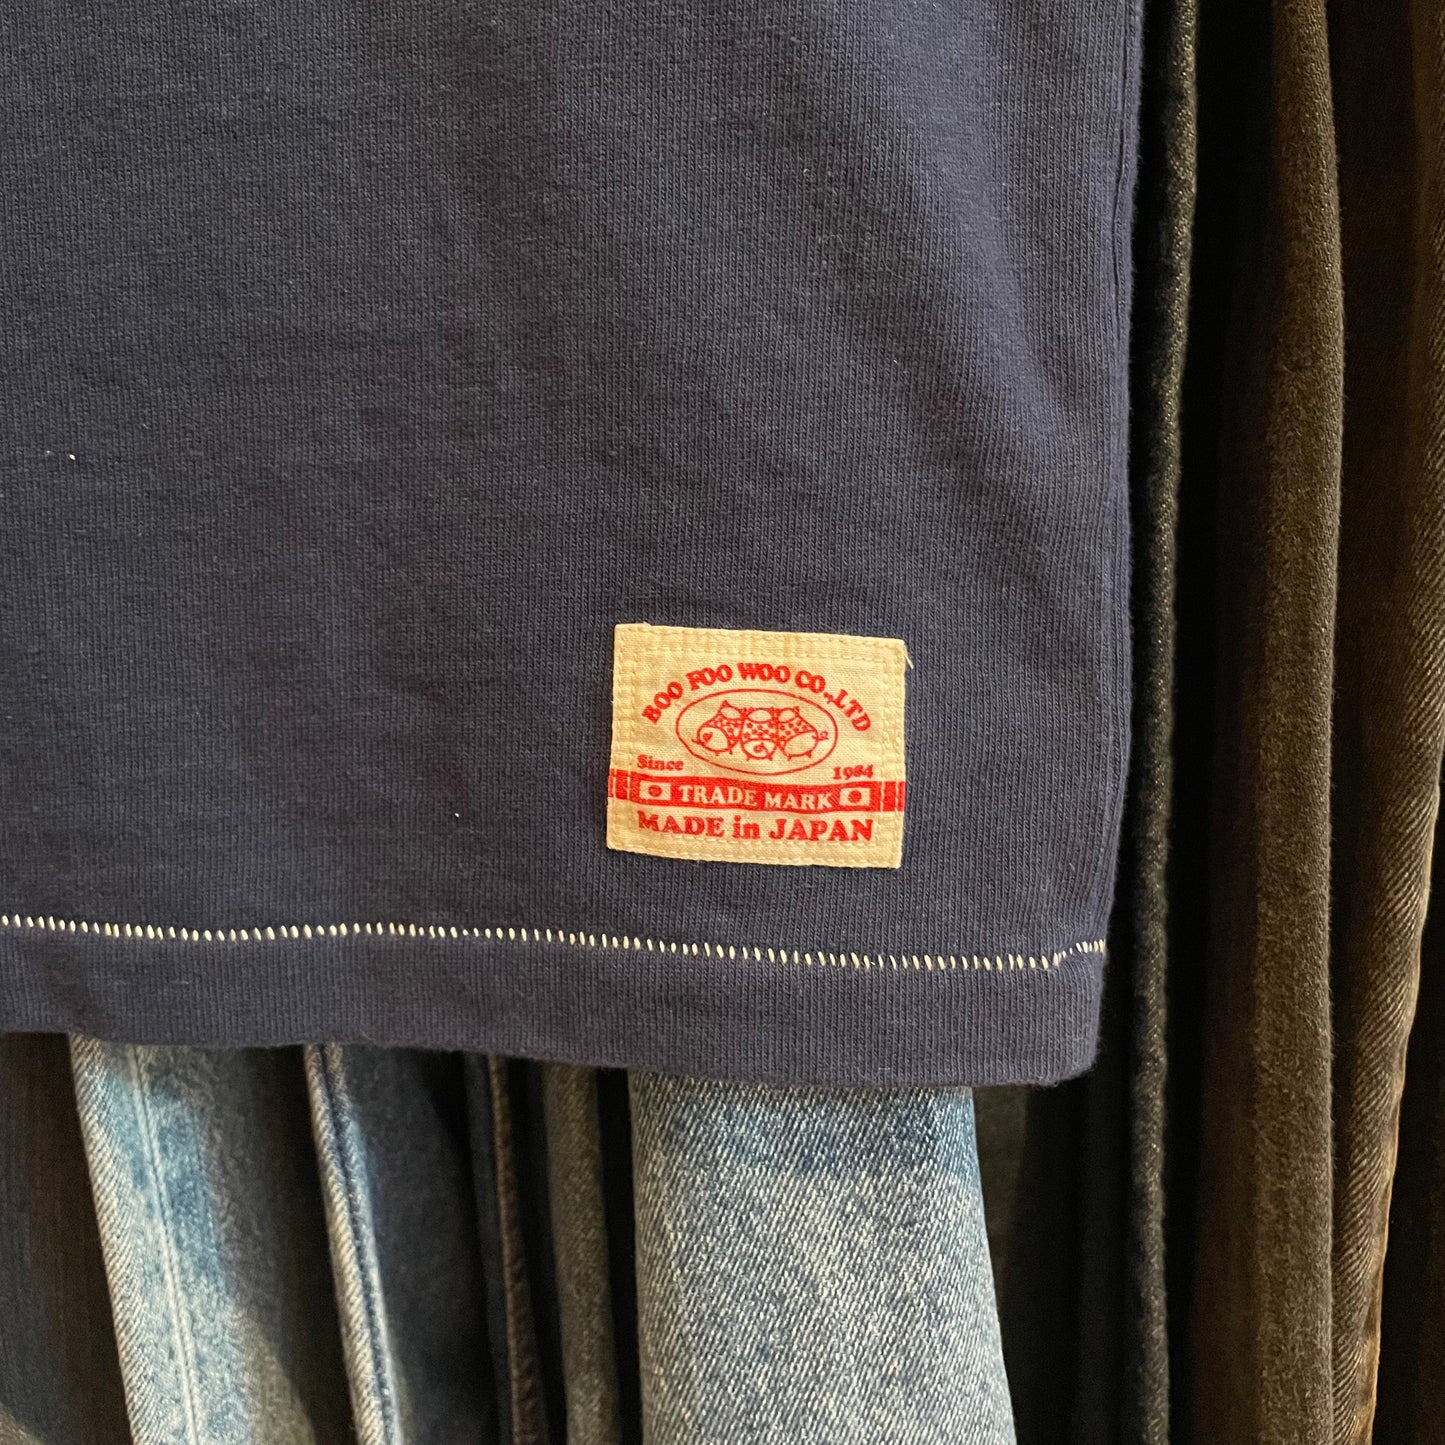 BOO FOO WOO CO.,LTD
Since 1984
TRADE MARK
MADE in JAPAN